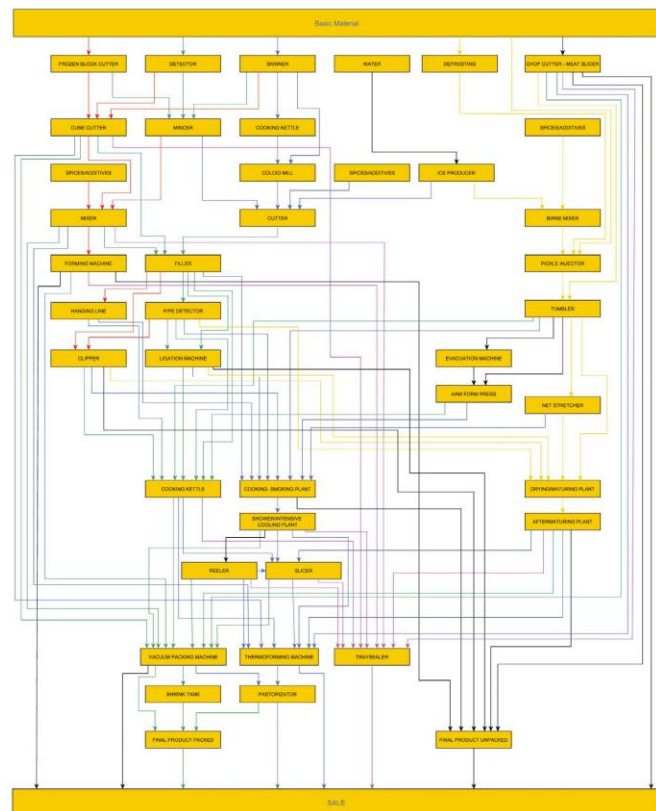 Basic Material
FROZEN BLOCK CUTTER
DETECTOR
SKINNER
WATER
DEFROSTING
CHOP CUTTER - MEAT SLICER
CUBE CUTTER
MINCER
COOKING KETTLE
SPICES/ADDITIVES
SPICES/ADDITIVES
COLOID MILL
SPICES/ADDITIVES
ICE PRODUCER
MIXER
CUTTER
BRINE MIXER
FORMING MACHINE
FILLER
PICKLE INJECTOR
HANGING LINE
PIPE DETECTOR
TUMBLER
CLIPPER
LIGATION MACHINE
EVACUATION MACHINE
HAM FORM PRESS
NET STRETCHER
COOKING KETTLE
COOKING- SMOKING PLANT
DRYING/MATURING PLANT
SHOWER/INTENSIVE
COOLING PLANT
AFTERMATURING PLANT
PEELER
SLICER
VACUUM PACKING MACHINE
THERMOFORMING MACHINE
TRAYSEALER
SHRINK TANK
PASTORIZATOR
FINAL PRODUCT PACKED
FINAL PRODUCT UNPACKED
SALE